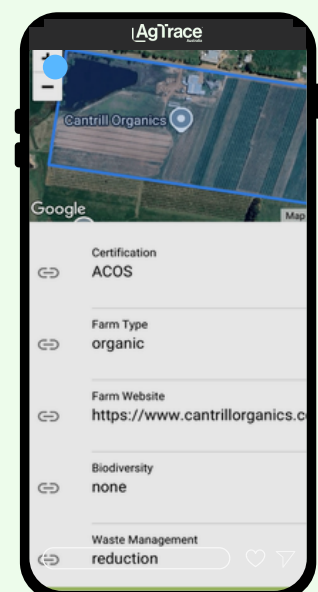 AgTrace
Australia
+
−
Cantrill Organics
Google
Map
Certification
ACOS
Farm Type
organic
Farm Website
https://www.cantrillorganics.c
Biodiversity
none
Waste Management
reduction